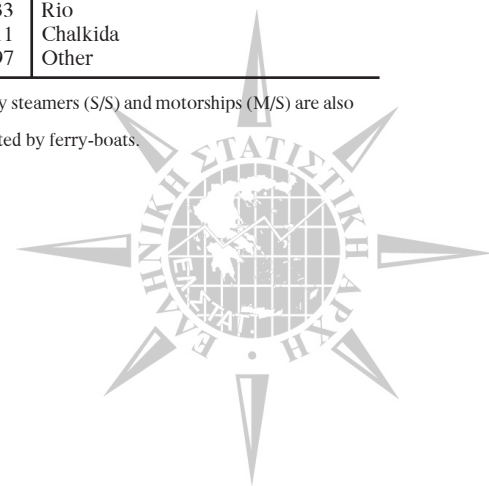 33 Rio
11 Chalkida
97 Other
y steamers (S/S) and motorships (M/S) are also
ted by ferry-boats.
ΕΛΛΗΝΙΚΗ ΣΤΑΤΙΣΤΙΚΗ ΑΡΧΗ
ΕΛ.ΣΤΑΤ.